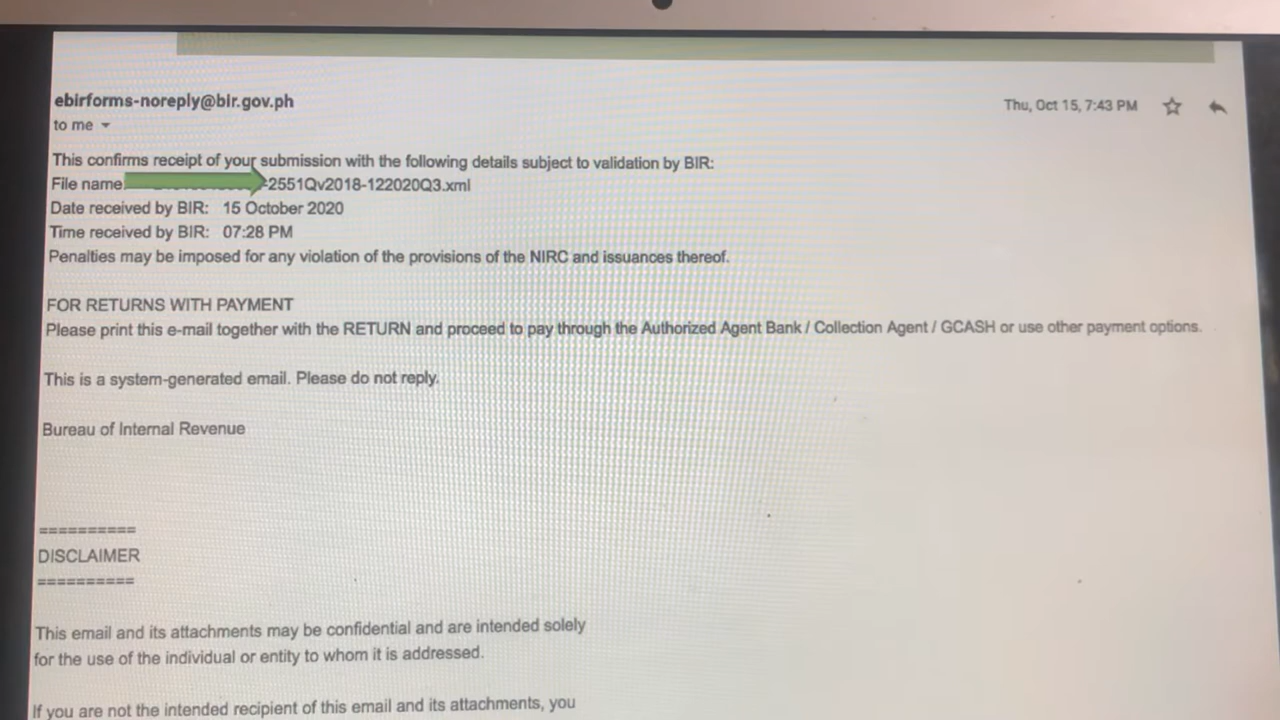 ebirforms-noreply@bir.gov.ph
Thu, Oct 15, 7:43 PM
to me
This confirms receipt of your submission with the following details subject to validation by BIR:
File name: -2551Qv2018-122020Q3.xml
Date received by BIR: 15 October 2020
Time received by BIR: 07:28 PM
Penalties may be imposed for any violation of the provisions of the NIRC and issuances thereof.
FOR RETURNS WITH PAYMENT
Please print this e-mail together with the RETURN and proceed to pay through the Authorized Agent Bank / Collection Agent / GCASH or use other payment options.
This is a system-generated email. Please do not reply.
Bureau of Internal Revenue
==========
DISCLAIMER
==========
This email and its attachments may be confidential and are intended solely
for the use of the individual or entity to whom it is addressed.
If you are not the intended recipient of this email and its attachments, you